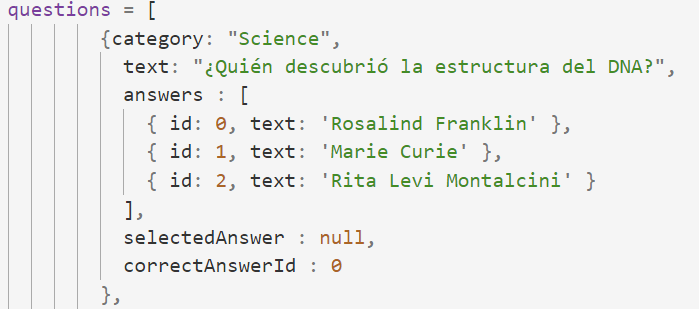 questions = [
{category: "Science",
text: "¿Quién descubrió la estructura del DNA?",
answers : [
{ id: 0, text: 'Rosalind Franklin' },
{ id: 1, text: 'Marie Curie' },
{ id: 2, text: 'Rita Levi Montalcini' }
],
selectedAnswer : null,
correctAnswerId : 0
},